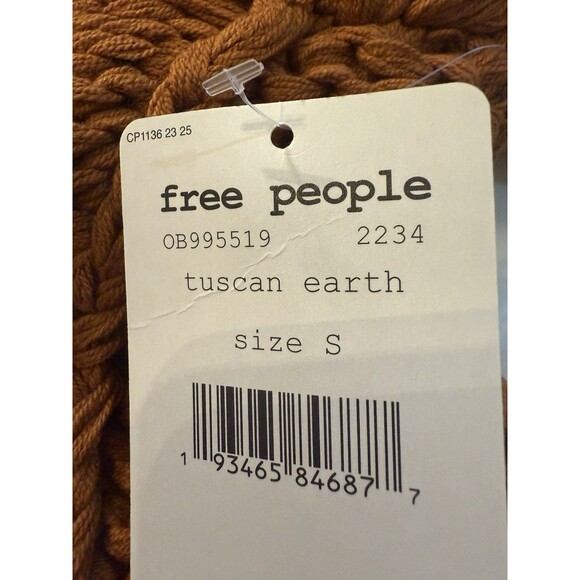 CP1136 23 25
free people
OB995519 2234
tuscan earth
size S
1 93465 84687 7